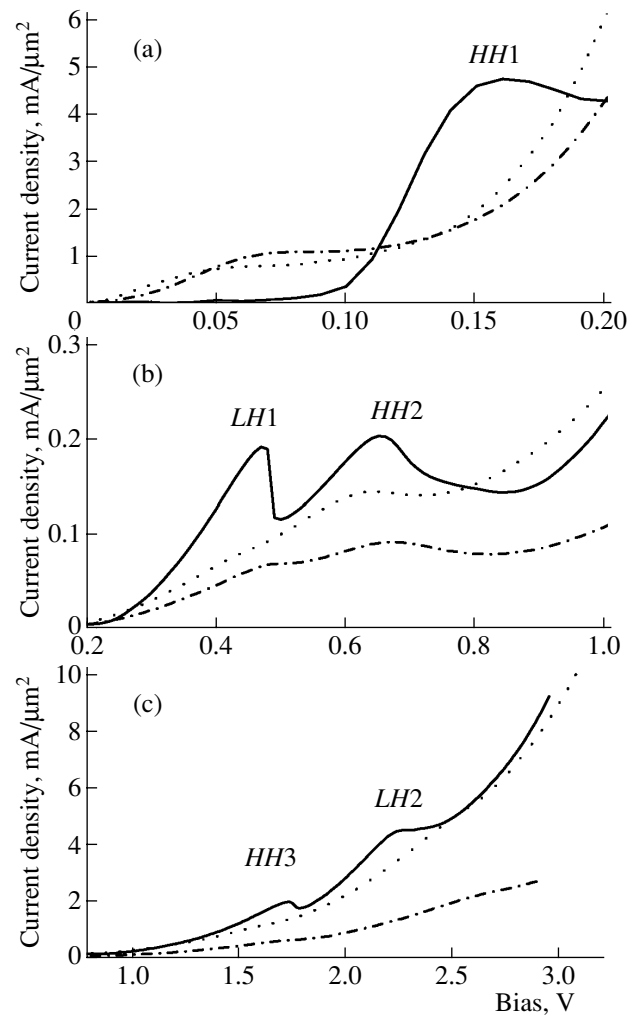 6
(a)
HH1
5
4
3
2
1
Current density, mA/μm²
0
0.05
0.10
0.15
0.20
0.3
(b)
LH1
HH2
0.2
0.1
Current density, mA/μm²
0
0.2
0.4
0.6
0.8
1.0
10
(c)
8
LH2
6
HH3
4
2
Current density, mA/μm²
0
1.0
1.5
2.0
2.5
3.0
Bias, V